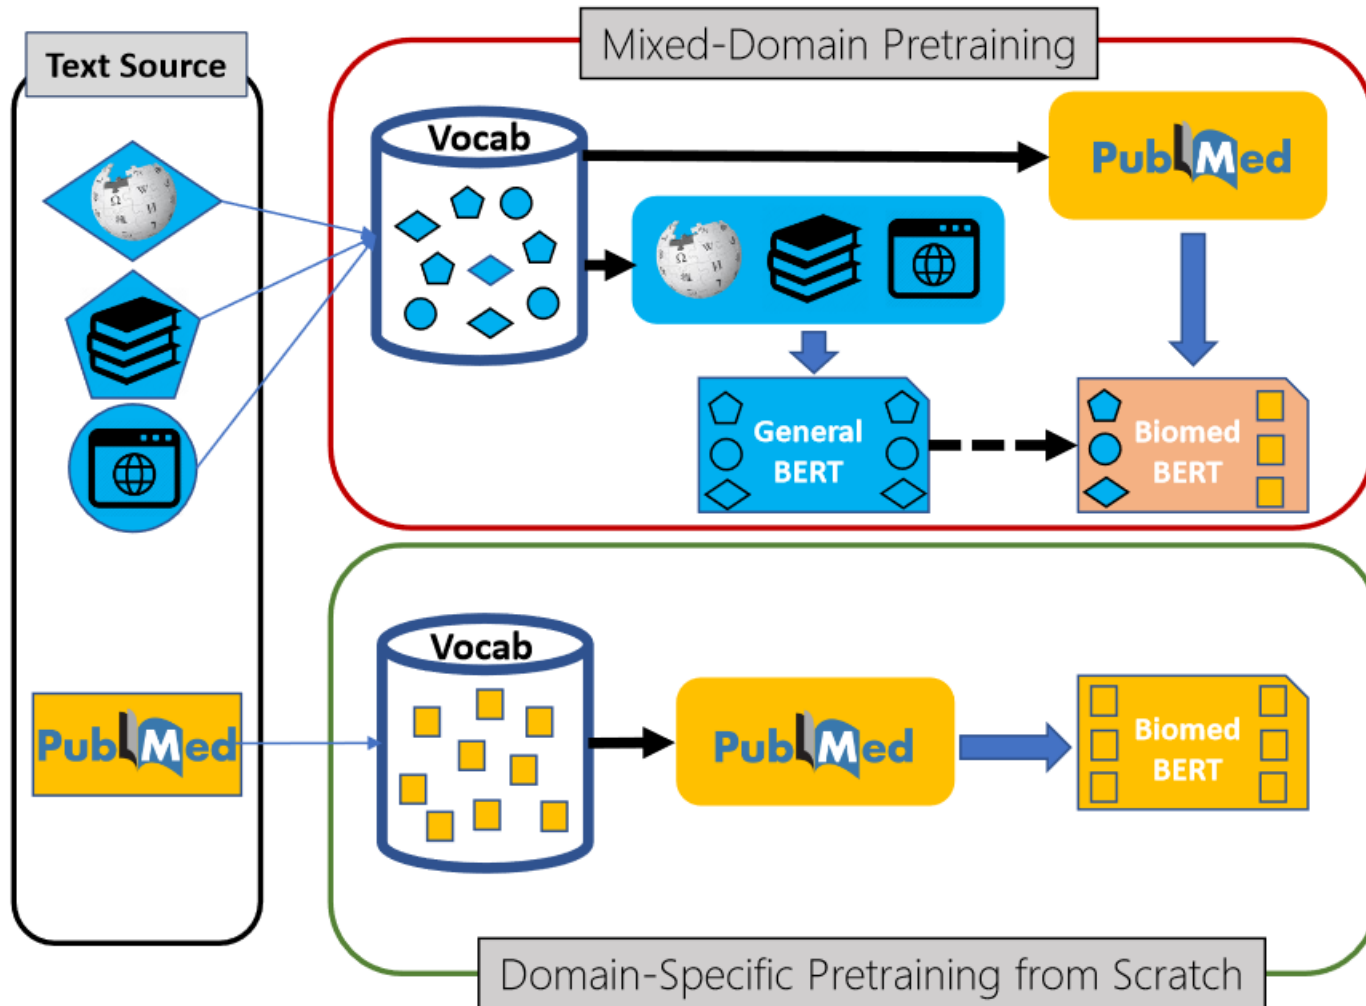 Text Source
Mixed-Domain Pretraining
Vocab
PubMed
General
BERT
Biomed
BERT
PubMed
Vocab
PubMed
Biomed
BERT
Domain-Specific Pretraining from Scratch